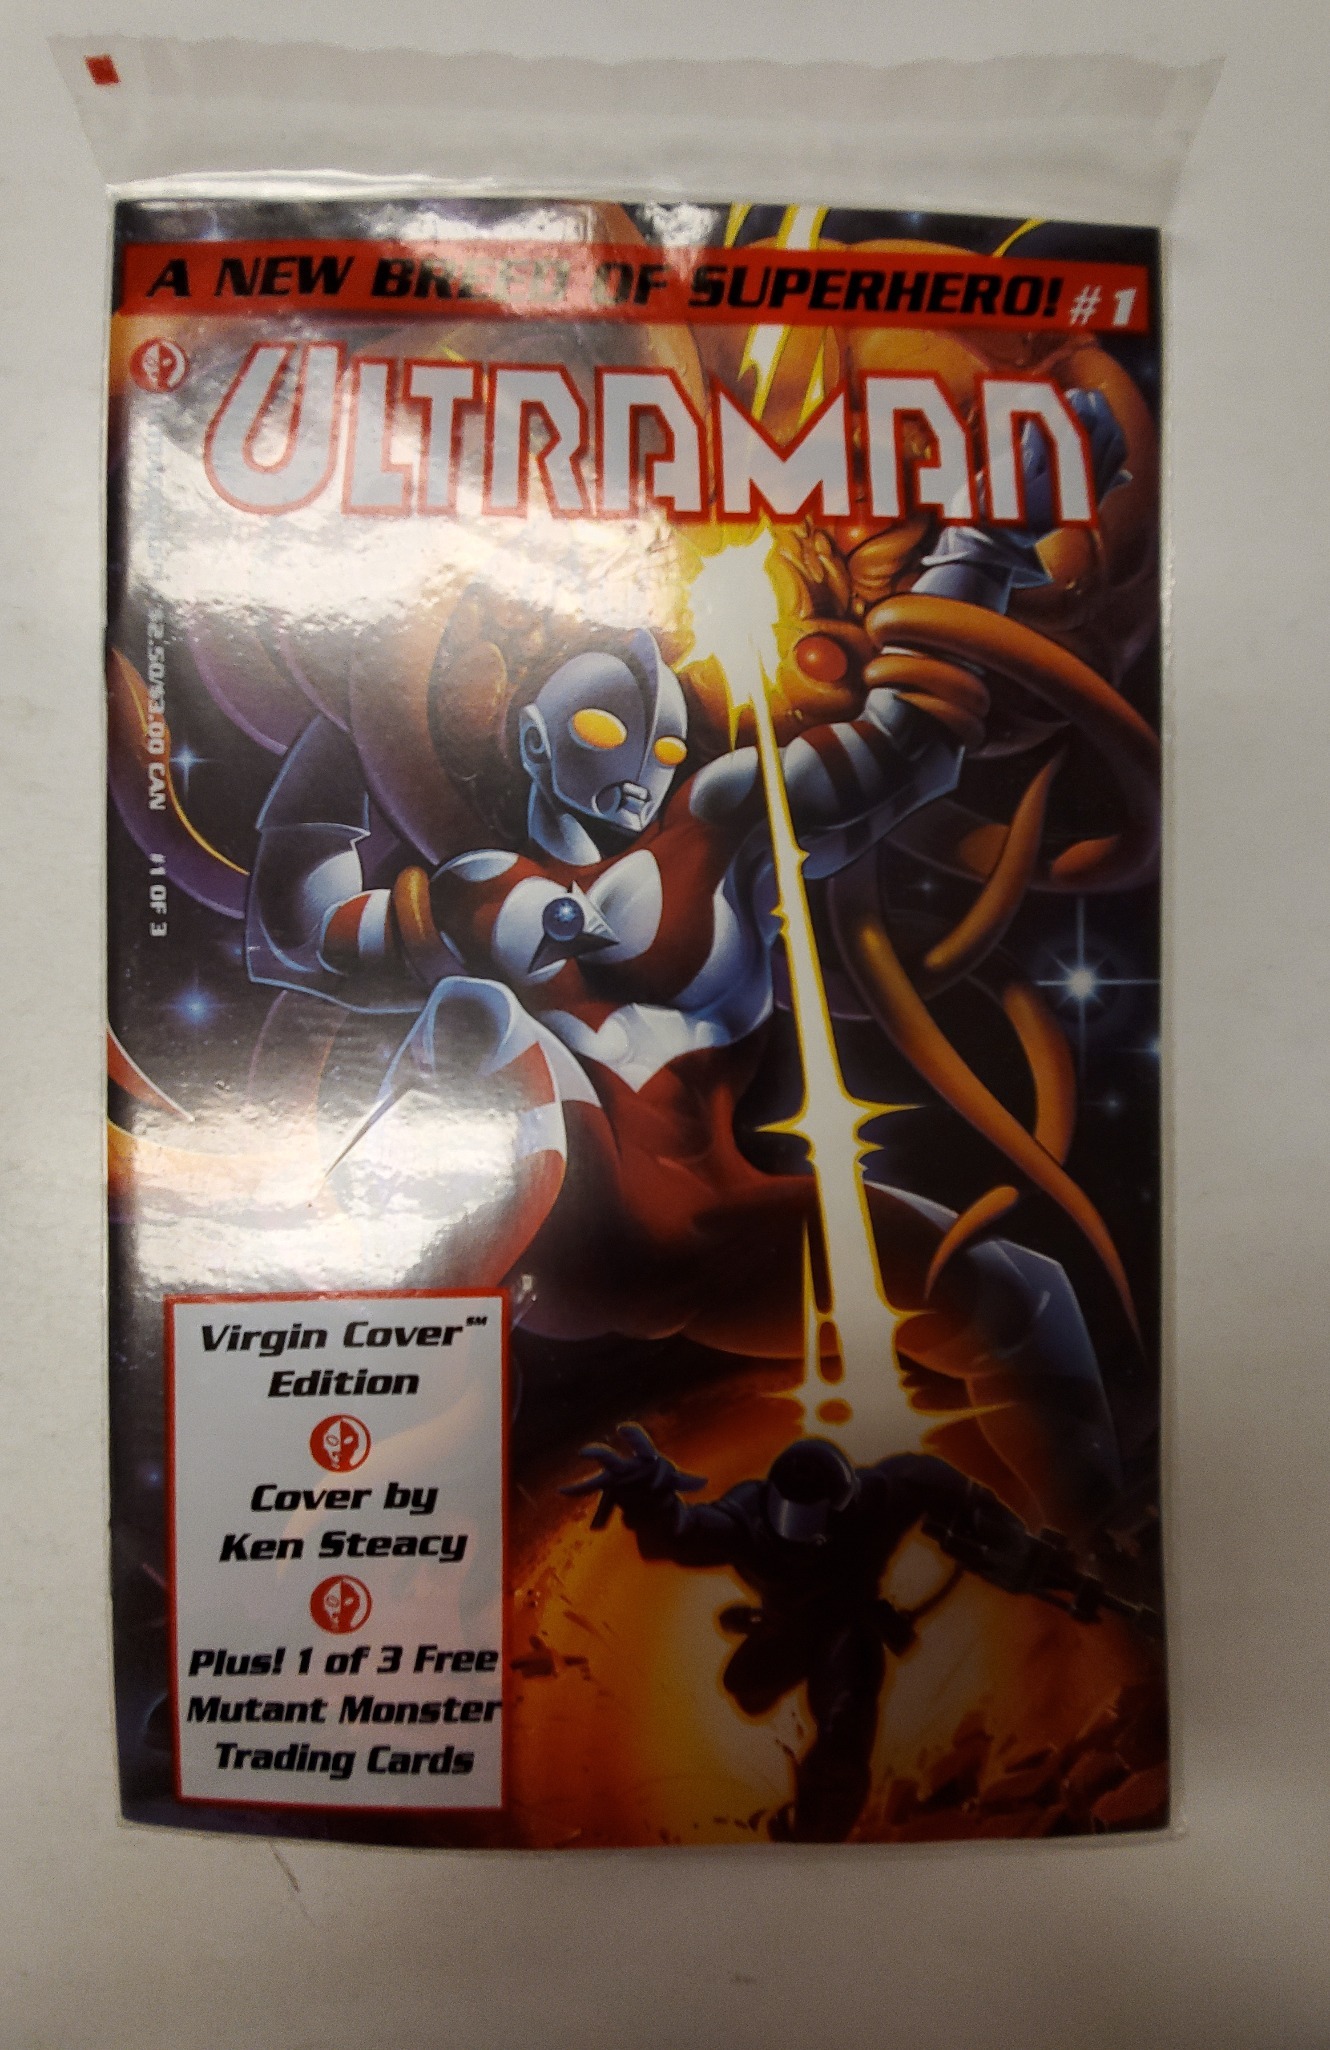 A NEW BREED OF SUPERHERO! #1
ULTRAMAN
$2.50/$3.00 CAN #1 OF 3
Virgin Cover℠
Edition
Cover by
Ken Steacy
Plus! 1 of 3 Free
Mutant Monster
Trading Cards